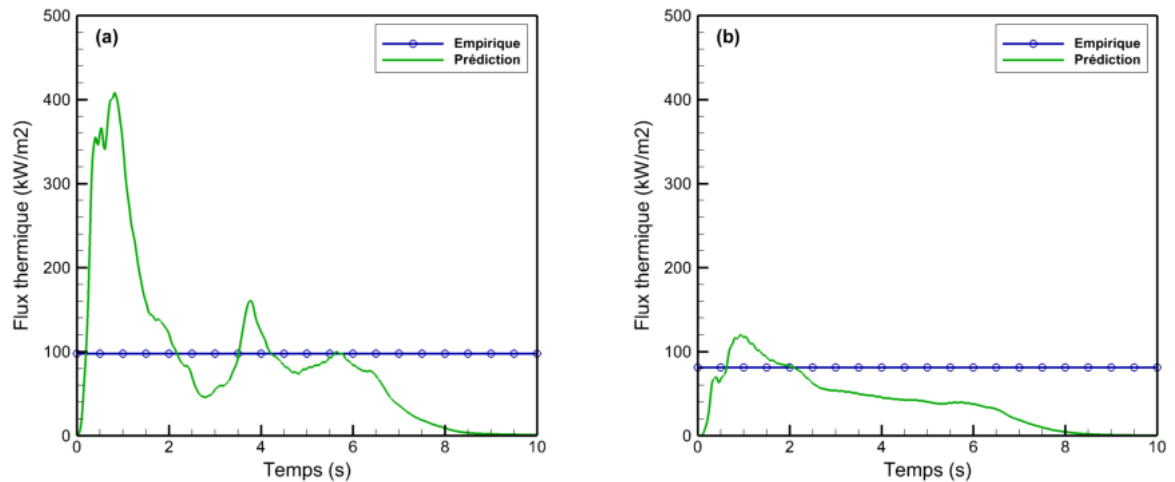 (a)
Empirique
Prédiction
Flux thermique (kW/m2)
500
400
300
200
100
0
0 2 4 6 8 10
Temps (s)
(b)
Empirique
Prédiction
Flux thermique (kW/m2)
500
400
300
200
100
0
0 2 4 6 8 10
Temps (s)